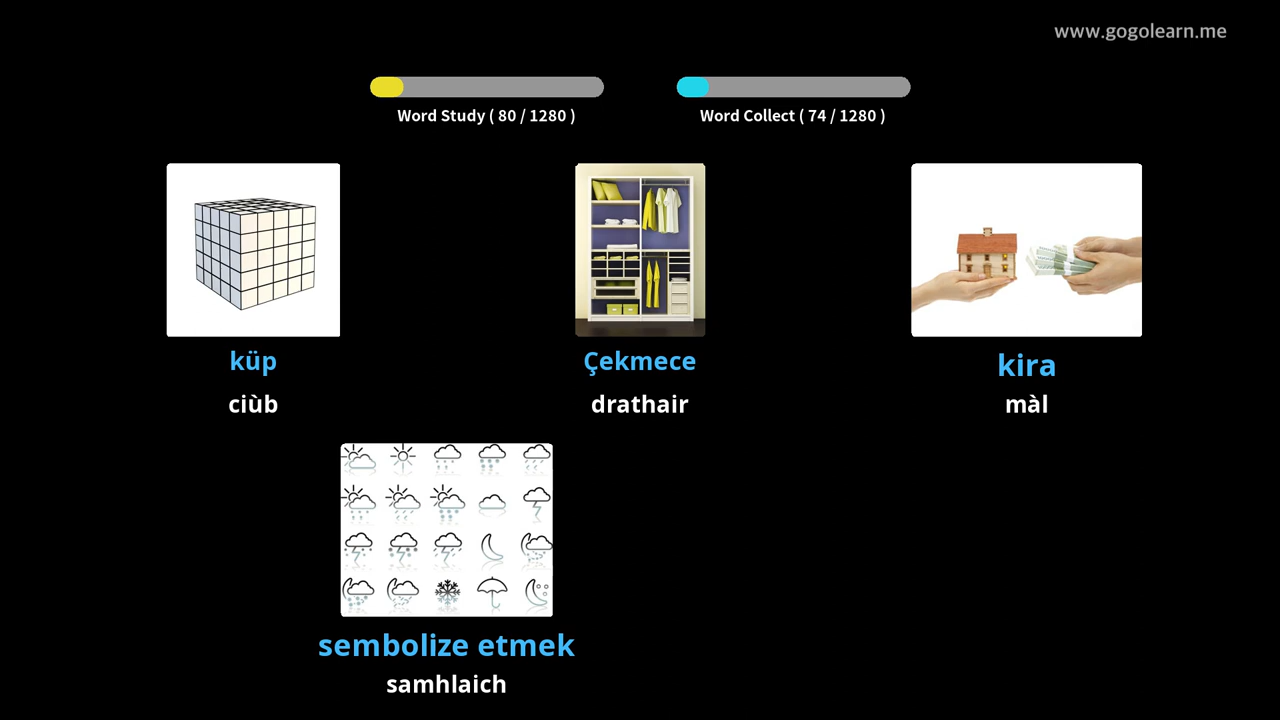 www.gogolearn.me
Word Study ( 80 / 1280 )
Word Collect ( 74 / 1280 )
küp
Çekmece
kira
ciùb
drathair
màl
sembolize etmek
samhlaich